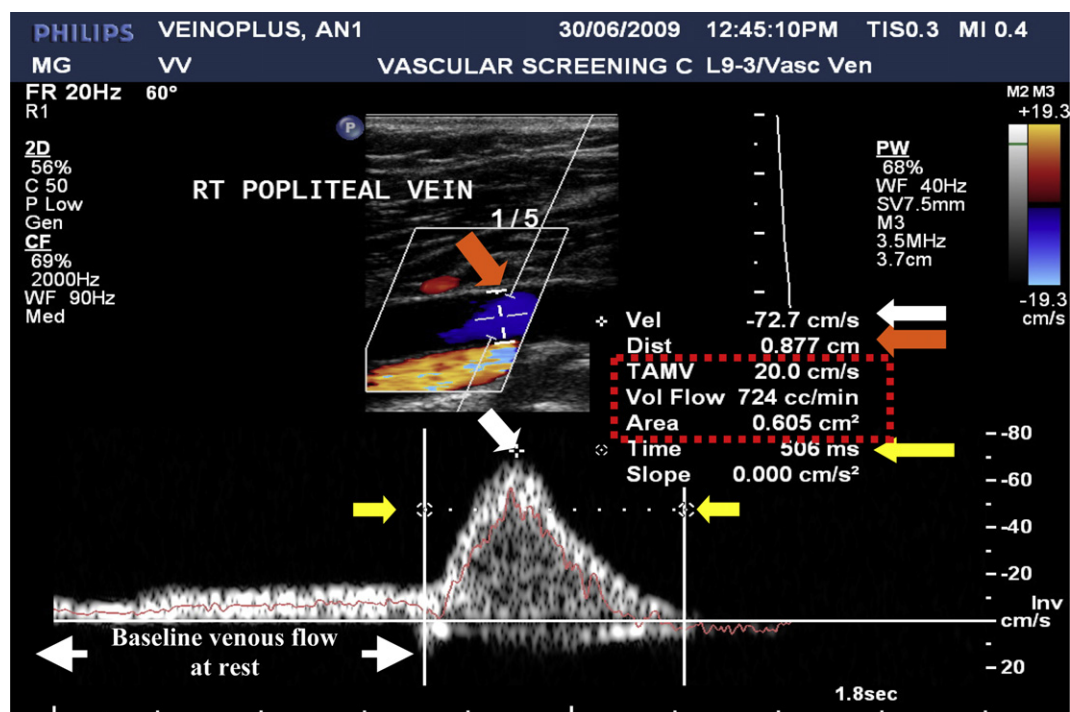 PHILIPS VEINOPLUS, AN1 30/06/2009 12:45:10PM TIS0.3 MI 0.4
MG VV VASCULAR SCREENING C L9-3/Vasc Ven
FR 20Hz 60°
R1
2D
56%
C 50
P Low
Gen
CF
69%
2000Hz
WF 90Hz
Med
P
RT POPLITEAL VEIN
1/5
PW
68%
WF 40Hz
SV7.5mm
M3
3.5MHz
3.7cm
M2 M3
+19.3
-19.3
cm/s
Vel -72.7 cm/s
Dist 0.877 cm
TAMV 20.0 cm/s
Vol Flow 724 cc/min
Area 0.605 cm²
Time 506 ms
Slope 0.000 cm/s²
-80
-60
-40
-20
Inv
cm/s
20
Baseline venous flow
at rest
1.8sec